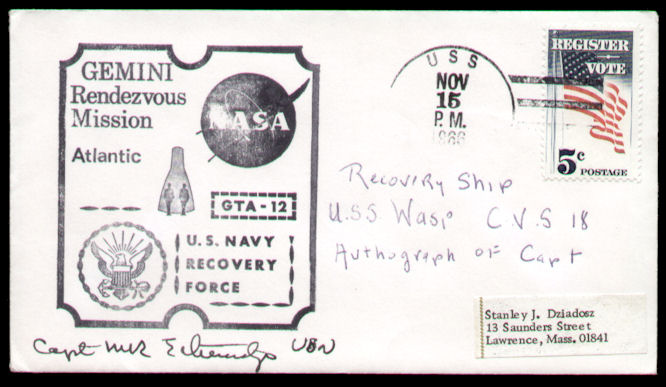 GEMINI
Rendezvous
Mission
NASA
Atlantic
GTA-12
U.S. NAVY
RECOVERY
FORCE
USS
NOV
15
P.M.
1966
REGISTER
VOTE
5c
POSTAGE
Recovery Ship
U.S.S. Wasp C.V.S 18
Authograph of Capt
Stanley J. Dziadosz
13 Saunders Street
Lawrence, Mass. 01841
Capt USN